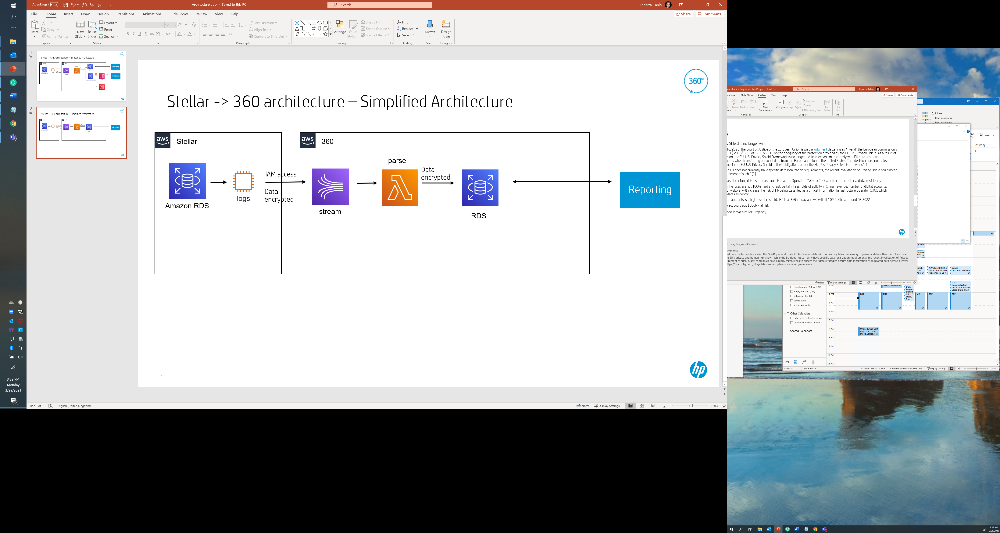 AutoSave Off
Architecture.pptx - Saved to this PC
Search
Esparza, Pablo
File Home Insert Draw Design Transitions Animations Slide Show Review View Help
Share Comments
Paste
Cut
Copy
Format Painter
Clipboard
New Slide
Reuse Slides
Layout
Reset
Section
Slides
12
Font
Text Direction
Align Text
Convert to SmartArt
Paragraph
Arrange
Quick Styles
Shape Fill
Shape Outline
Shape Effects
Drawing
Find
Replace
Select
Editing
Dictate
Voice
Design Ideas
Designer
1
Stellar -> 360 architecture – Simplified Architecture
Reporting
Dynamics
2
Stellar -> 360 architecture – Simplified Architecture
Reporting
360°
Stellar -> 360 architecture – Simplified Architecture
aws Stellar
aws 360
parse
IAM access
Data
encrypted
Data
encrypted
logs
Amazon RDS
stream
RDS
Reporting
2
hp
Slide 2 of 2 English (United Kingdom)
Notes Display Settings 160%
3:39 PM
Monday
3/29/2021
22
ionalization Requirements v0.1.pptx - Read-O...
Search
Esparza, Pablo
nations Slide Show Review View Help
Share Comments
Delete Previous Next
Show Comments
Comments
Compare Accept Reject
Previous
Next
Reviewing Pane
End Review
Compare
Hide Ink
Ink
Shield is no longer valid
16, 2020, the Court of Justice of the European Union issued a judgment declaring as “invalid” the European Commission’s
(EU) 2016/1250 of 12 July 2016 on the adequacy of the protection provided by the EU-U.S. Privacy Shield. As a result of
sion, the EU-U.S. Privacy Shield Framework is no longer a valid mechanism to comply with EU data protection
ents when transferring personal data from the European Union to the United States. That decision does not relieve
nts in the EU-U.S. Privacy Shield of their obligations under the EU-U.S. Privacy Shield Framework.’ [1]
e EU does not currently have specific data localization requirements, the recent invalidation of Privacy Shield could mean
rement of such.” [2]
assification of HP’s status from Network Operator (NO) to CIIO would require China data residency
the rules are not 100% hard and fast, certain thresholds of activity in China (revenue, number of digital accounts,
of visitors) will increase the risk of HP being classified as a Critical Information Infrastructure Operator (CIIO), which
data residency:
tal accounts is a high-risk threshold. HP is at 6.6M today and we will hit 10M in China around Q3 2022
act could put $800M+ at risk
ons have similar urgency
hp
d.gov/Program-Overview
rements
ed data protection law called the GDPR (General Data Protection regulation). This law regulates processing of personal data within the EU and is an
e EU's privacy and human rights law. While the EU does not currently have specific data localization requirements, the recent invalidation of Privacy
irement of such. Many companies have already taken steps to ensure their data strategies ensure data localization of regulated data before it leaves
ttps://incountry.com/blog/data-residency-laws-by-country-overview/
Notes Display Settings 88%
Categorize
Private
High Importance
Low Importance
Week
Saturday
3
AWS Monthly Bro
https://hp.zoom.cc
Riggenbach, Se
Lunch
Cruz Polo, Daniela
Data
Regionalization
https://hp.zoom.cc
Staas, Dave (Chief
Stellar document r
Data
Region
Design
https://
Staas,
Dave
MIT
MIT
MIT
MIT
MIT
Ravichandran, Vidhya (CW)
Singh, Prashant (CW)
Srikrishna, Kaushik
Verma, Aditi
Verma, Avneesh
Other Calendars
Udacity Deep Reinforceme...
Coursera Calendar - Pablo...
Shared Calendars
2 PM
3 PM
4 PM
5 PM
6 PM
7 PM
8 PM
9 PM
10 PM
11 PM
Onsite & Call Cent
https://hp.zoom.cc
Stobo, James Aless
Items: 34 Reminders: 1
All folders are up to date. Connected to: Microsoft Exchange Display Settings 100%
3:39 PM
3/29/2021